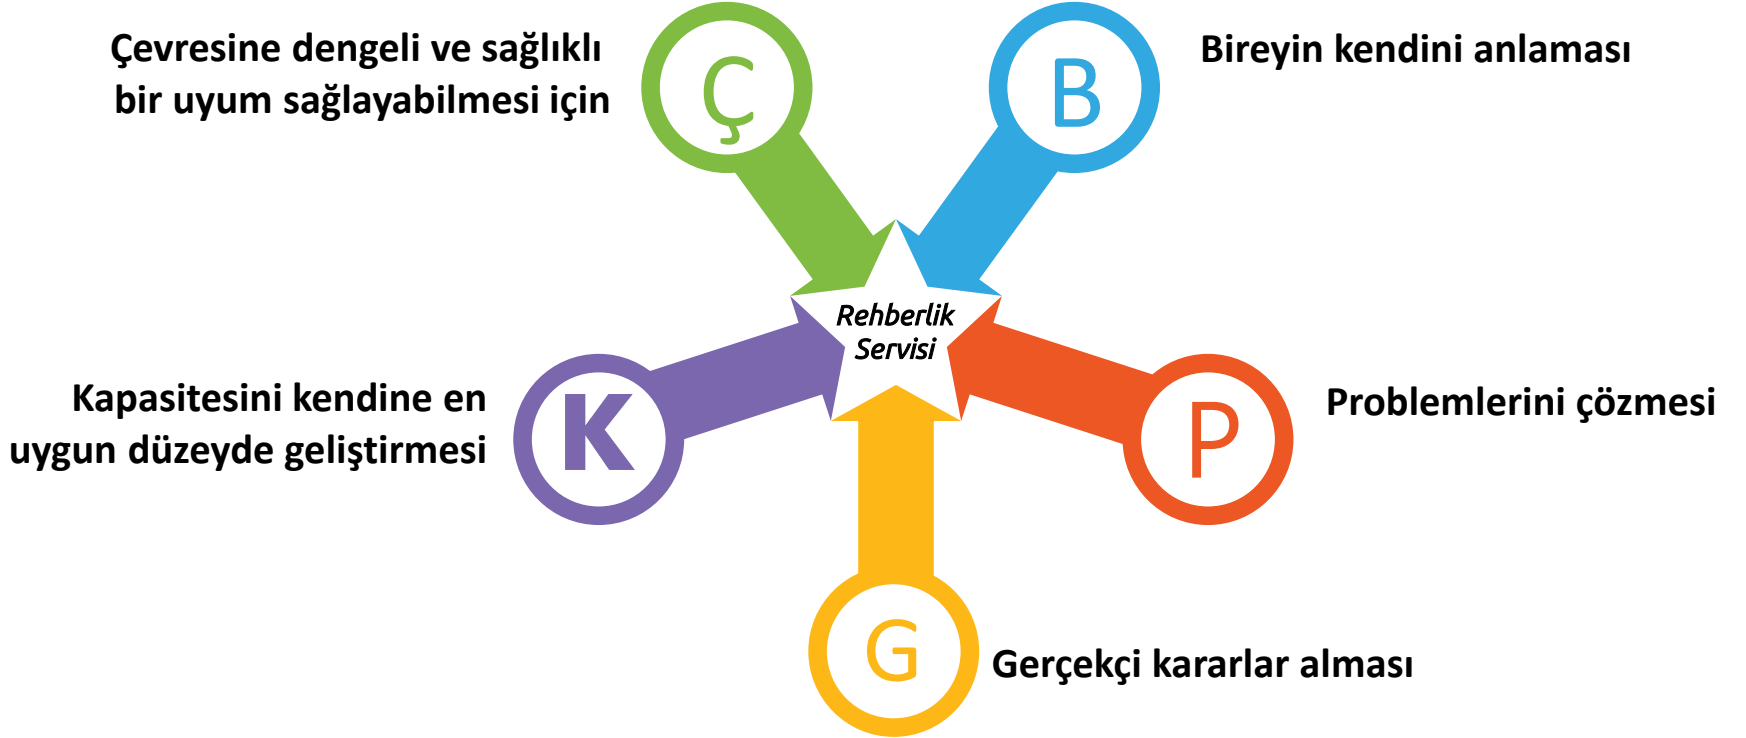 Çevresine dengeli ve sağlıklı
bir uyum sağlayabilmesi için
Ç
B
Bireyin kendini anlaması
Rehberlik
Servisi
Kapasitesini kendine en
uygun düzeyde geliştirmesi
K
P
Problemlerini çözmesi
G
Gerçekçi kararlar alması